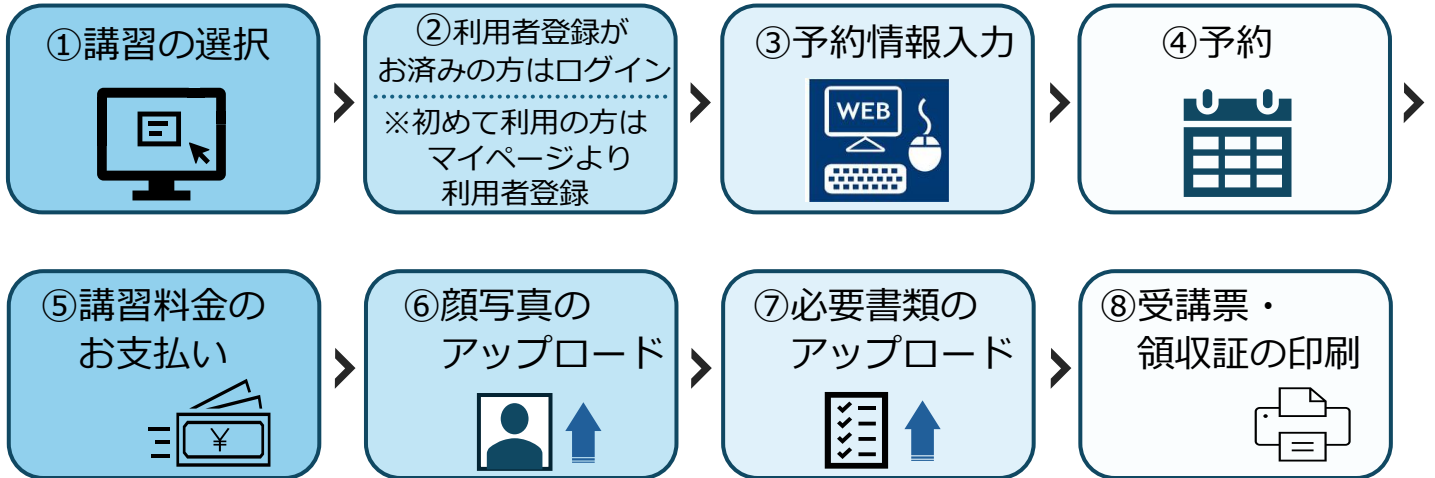 ①講習の選択
②利用者登録が
お済みの方はログイン
※初めて利用の方は
マイページより
利用者登録
③予約情報入力
WEB
④予約
⑤講習料金の
お支払い
¥
⑥顔写真の
アップロード
⑦必要書類の
アップロード
⑧受講票・
領収証の印刷